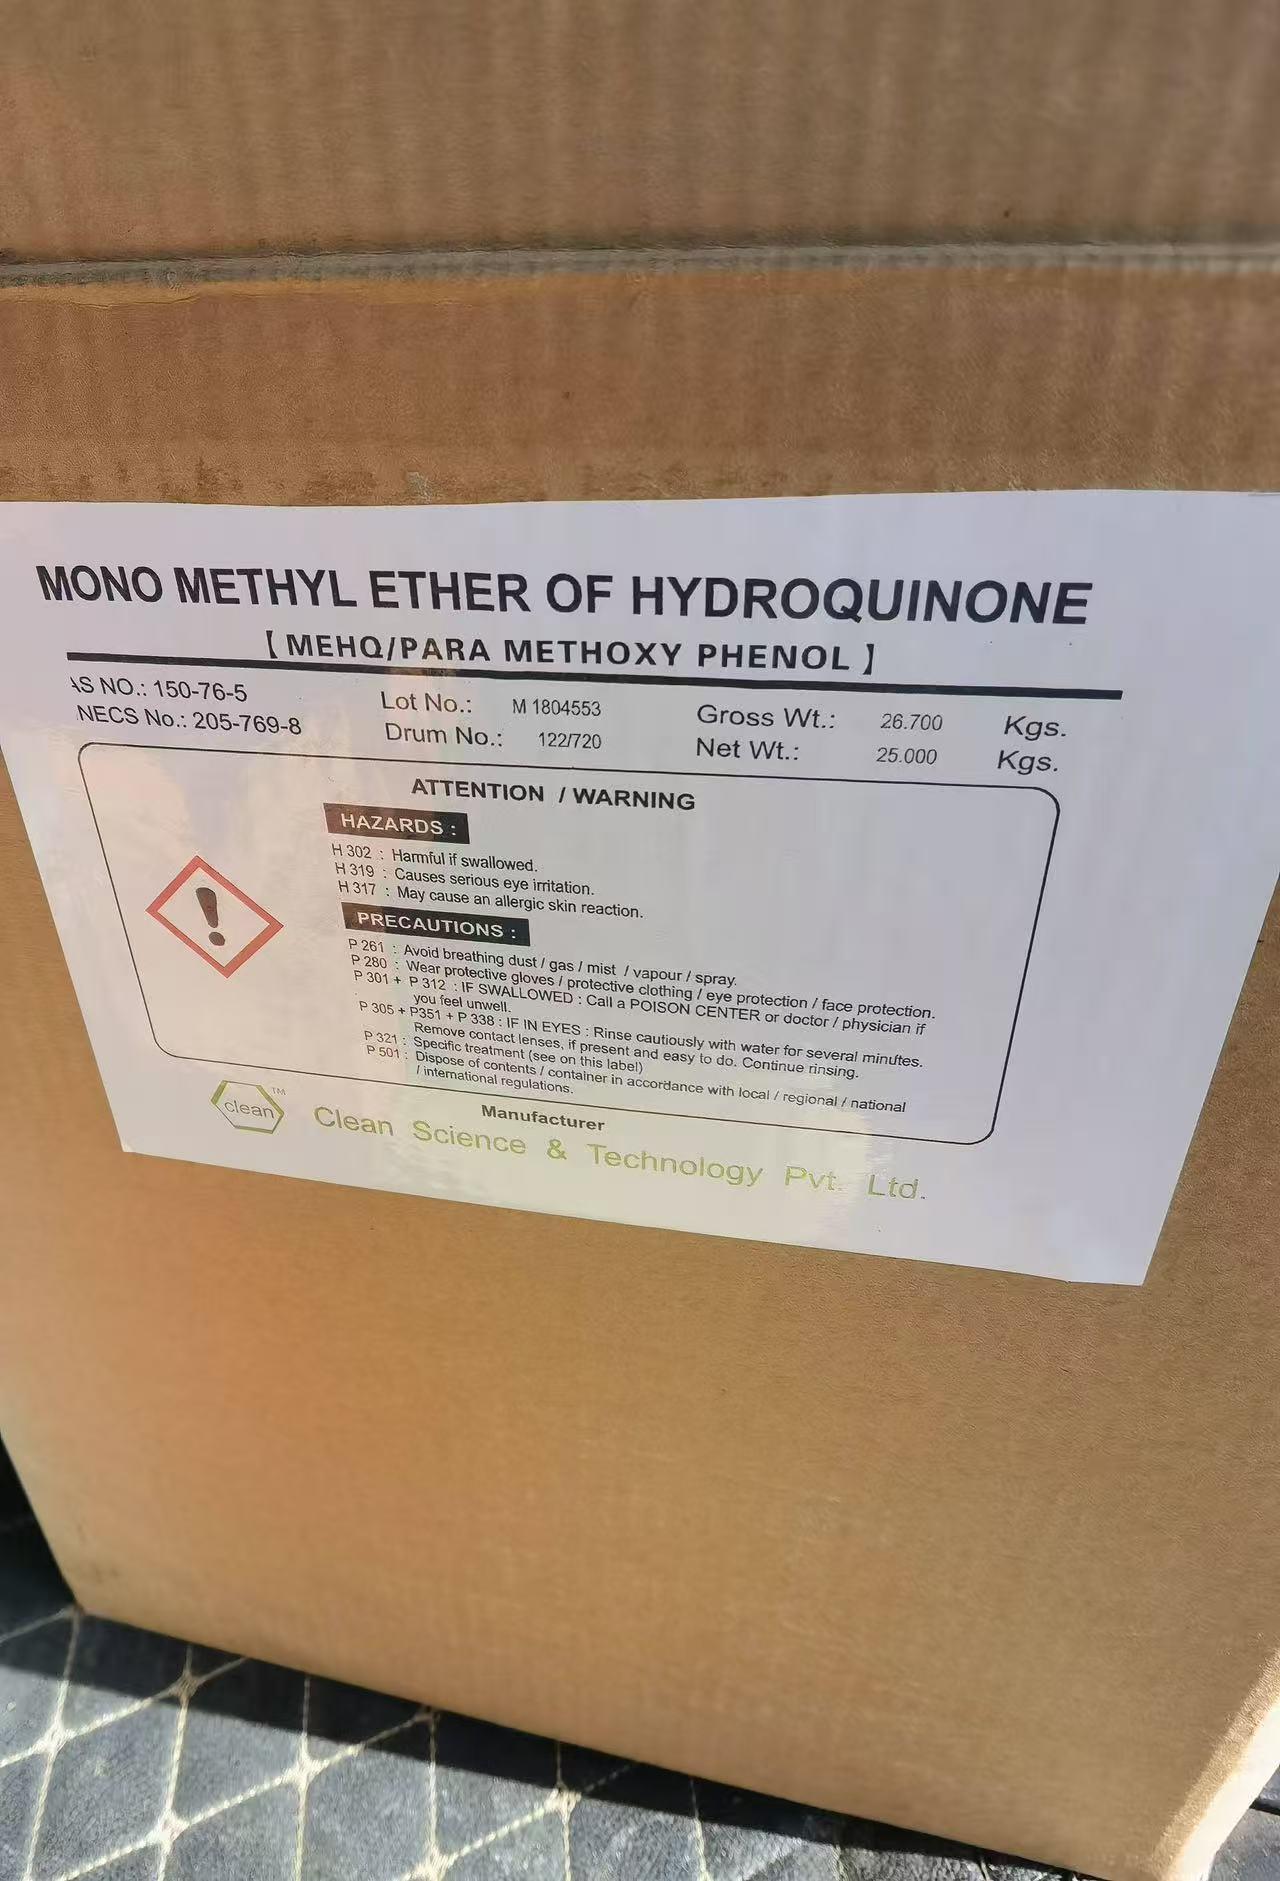 MONO METHYL ETHER OF HYDROQUINONE
【 MEHQ/PARA METHOXY PHENOL 】
AS NO.: 150-76-5
NECS No.: 205-769-8
Lot No.: M 1804553
Drum No.: 122/720
Gross Wt.: 26.700 Kgs.
Net Wt.: 25.000 Kgs.
ATTENTION / WARNING
HAZARDS :
H 302 : Harmful if swallowed.
H 319 : Causes serious eye irritation.
H 317 : May cause an allergic skin reaction.
PRECAUTIONS :
P 261 : Avoid breathing dust / gas / mist / vapour / spray.
P 280 : Wear protective gloves / protective clothing / eye protection / face protection.
P 301 + P 312 : IF SWALLOWED : Call a POISON CENTER or doctor / physician if
you feel unwell.
P 305 + P351 + P 338 : IF IN EYES : Rinse cautiously with water for several minutes.
Remove contact lenses, if present and easy to do. Continue rinsing.
P 321 : Specific treatment (see on this label)
P 501 : Dispose of contents / container in accordance with local / regional / national
/ international regulations.
Manufacturer
clean TM
Clean Science & Technology Pvt. Ltd.